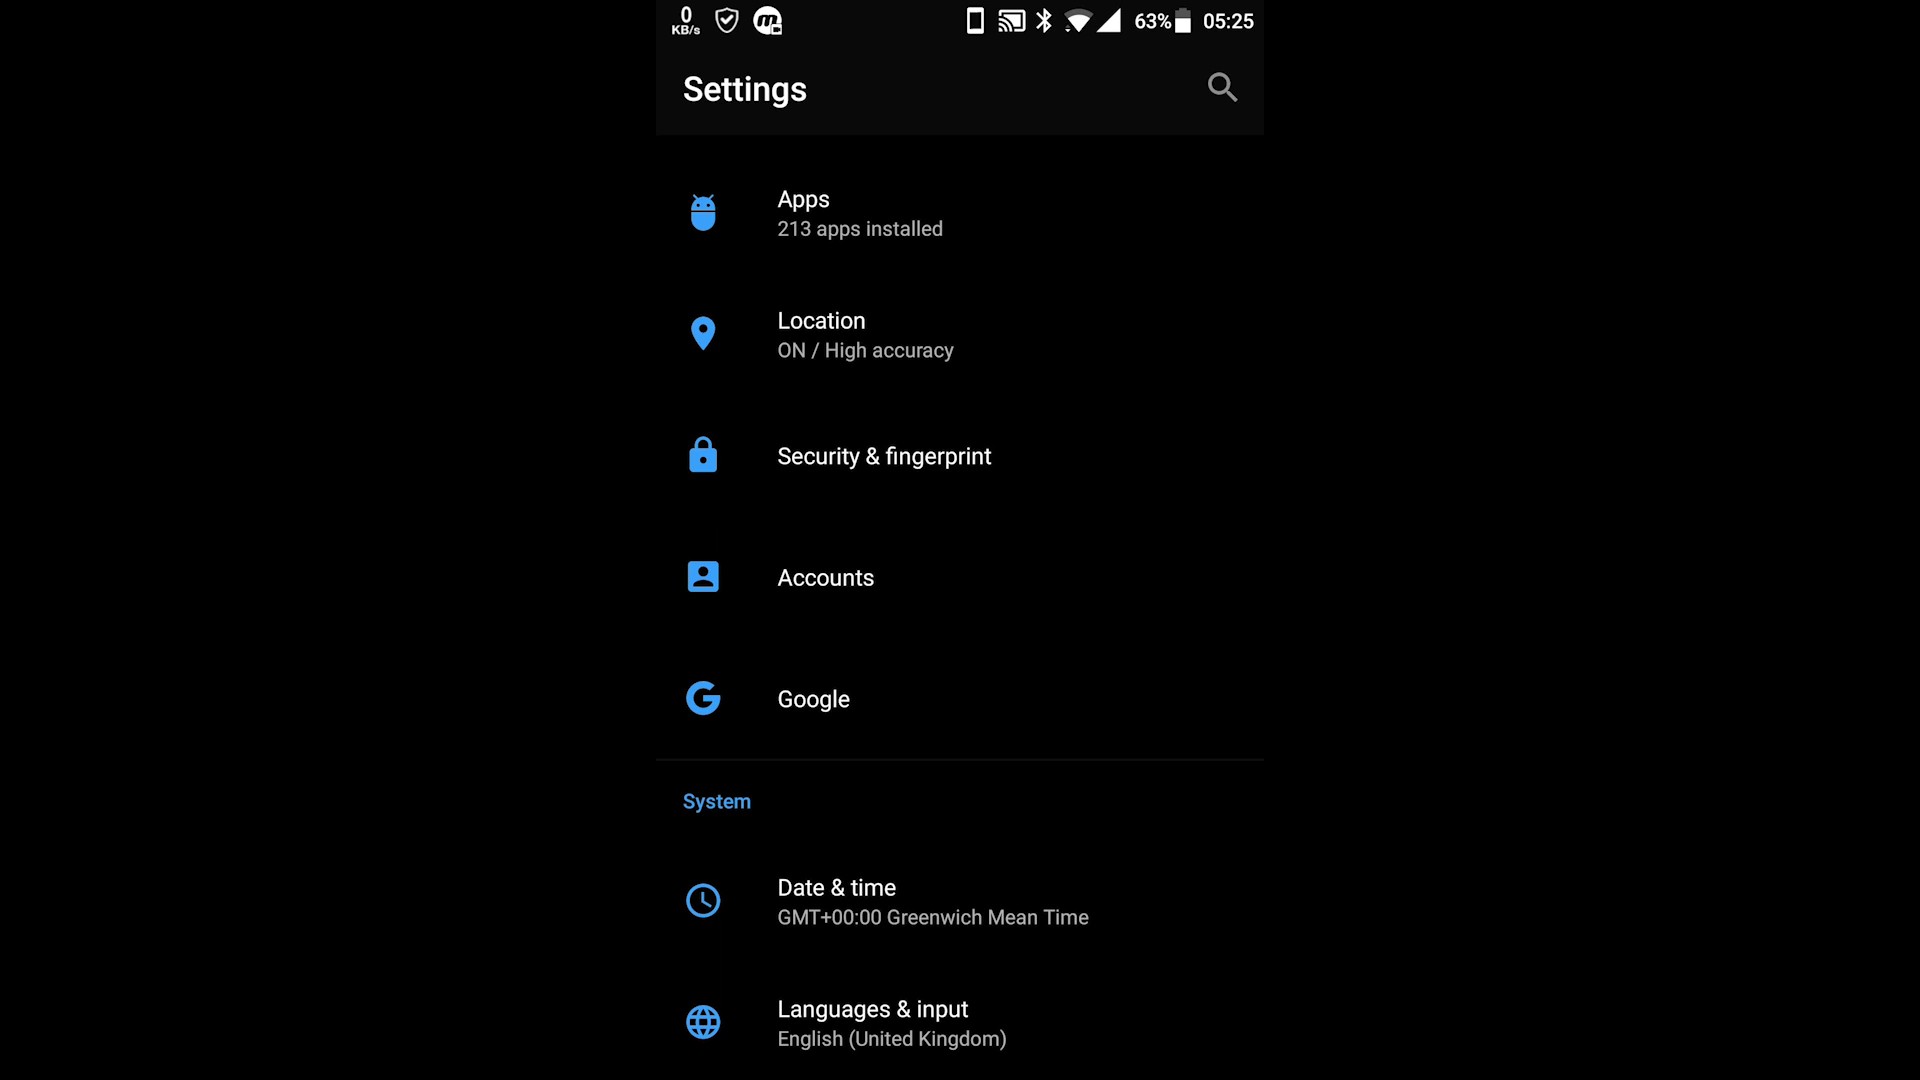 0
KB/s
63%
05:25
Settings
Apps
213 apps installed
Location
ON / High accuracy
Security & fingerprint
Accounts
Google
System
Date & time
GMT+00:00 Greenwich Mean Time
Languages & input
English (United Kingdom)